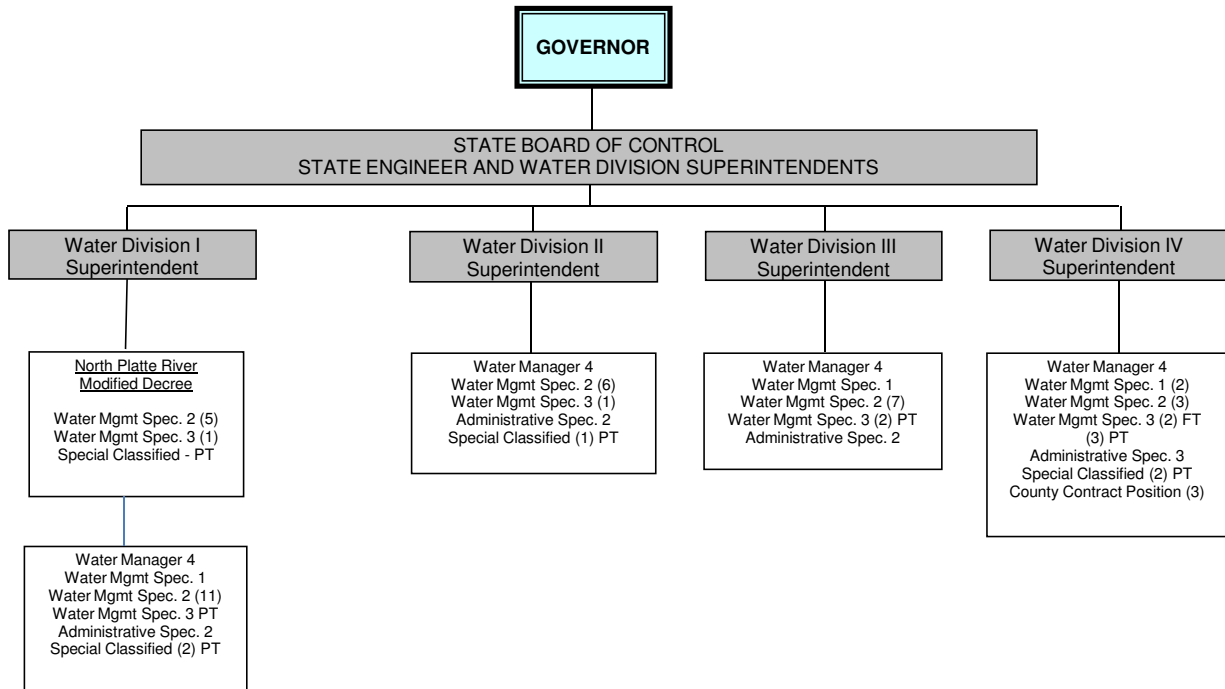 GOVERNOR
STATE BOARD OF CONTROL
STATE ENGINEER AND WATER DIVISION SUPERINTENDENTS
Water Division I
Superintendent
Water Division II
Superintendent
Water Division III
Superintendent
Water Division IV
Superintendent
North Platte River
Modified Decree
Water Mgmt Spec. 2 (5)
Water Mgmt Spec. 3 (1)
Special Classified - PT
Water Manager 4
Water Mgmt Spec. 2 (6)
Water Mgmt Spec. 3 (1)
Administrative Spec. 2
Special Classified (1) PT
Water Manager 4
Water Mgmt Spec. 1
Water Mgmt Spec. 2 (7)
Water Mgmt Spec. 3 (2) PT
Administrative Spec. 2
Water Manager 4
Water Mgmt Spec. 1 (2)
Water Mgmt Spec. 2 (3)
Water Mgmt Spec. 3 (2) FT
(3) PT
Administrative Spec. 3
Special Classified (2) PT
County Contract Position (3)
Water Manager 4
Water Mgmt Spec. 1
Water Mgmt Spec. 2 (11)
Water Mgmt Spec. 3 PT
Administrative Spec. 2
Special Classified (2) PT